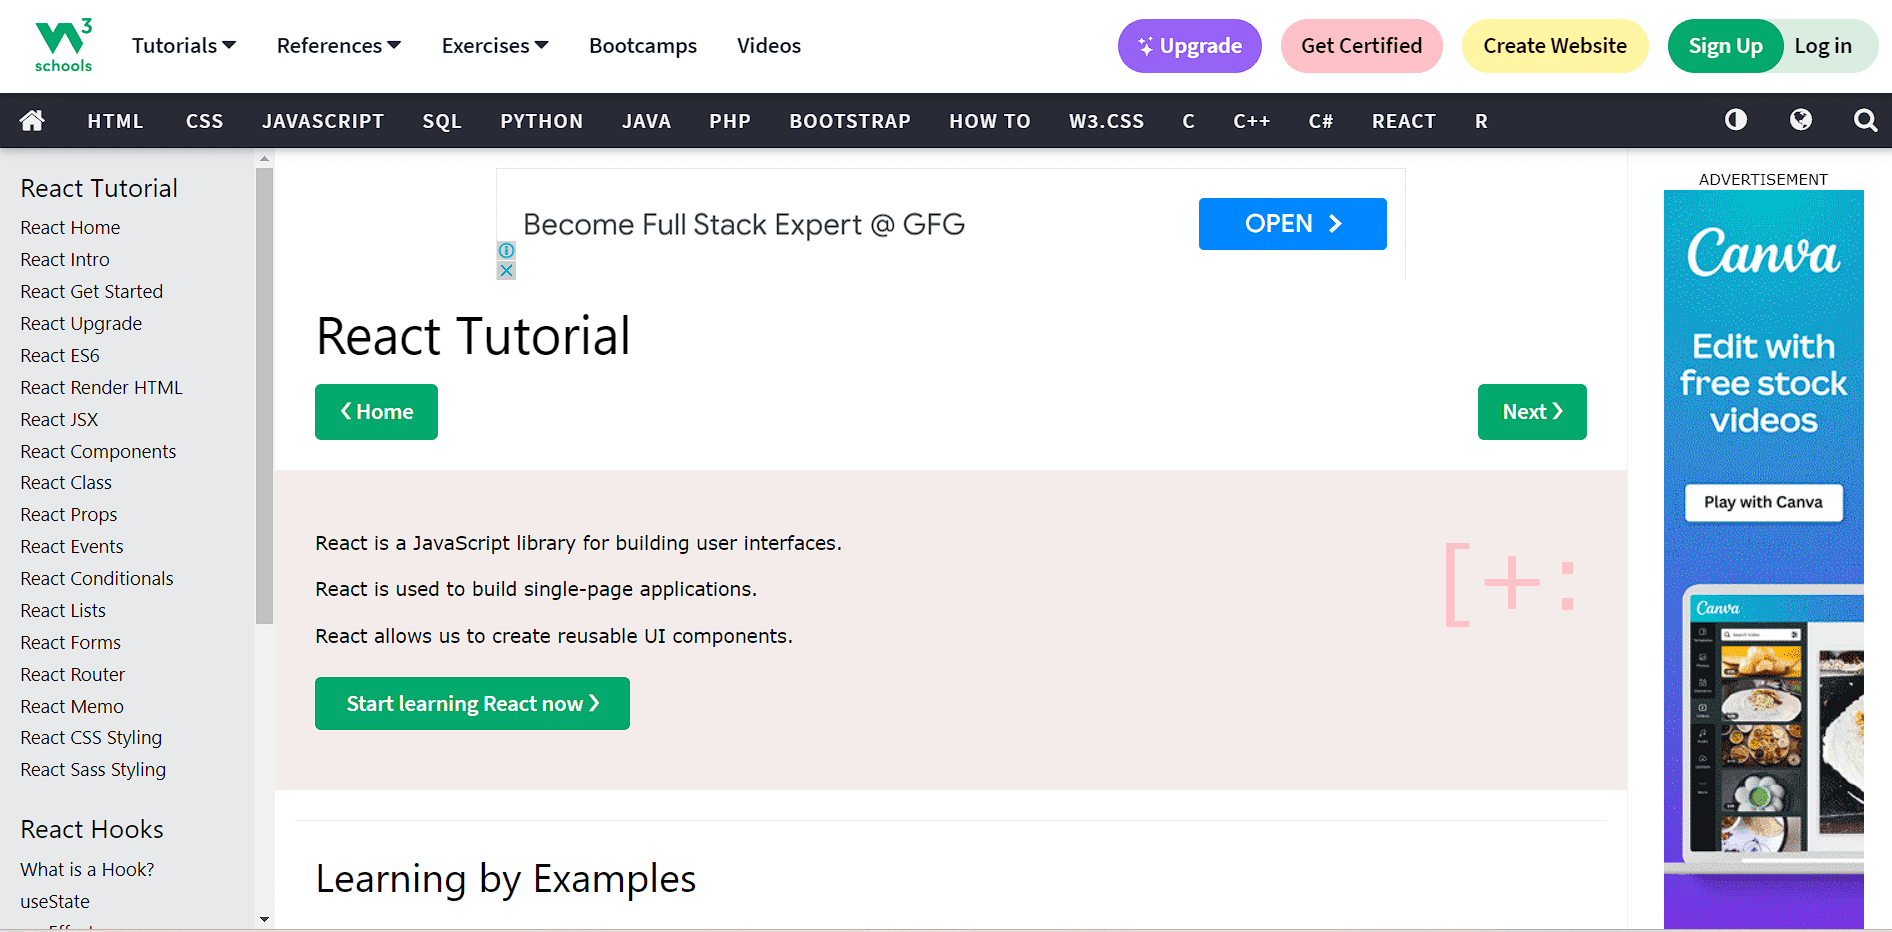 3
schools
Tutorials
References
Exercises
Bootcamps
Videos
Upgrade
Get Certified
Create Website
Sign Up
Log in
HTML
CSS
JAVASCRIPT
SQL
PYTHON
JAVA
PHP
BOOTSTRAP
HOW TO
W3.CSS
C
C++
C#
REACT
R
React Tutorial
React Home
React Intro
React Get Started
React Upgrade
React ES6
React Render HTML
React JSX
React Components
React Class
React Props
React Events
React Conditionals
React Lists
React Forms
React Router
React Memo
React CSS Styling
React Sass Styling
React Hooks
What is a Hook?
useState
Become Full Stack Expert @ GFG
OPEN
React Tutorial
❮ Home
Next ❯
React is a JavaScript library for building user interfaces.
React is used to build single-page applications.
React allows us to create reusable UI components.
[+:
Start learning React now ❯
Learning by Examples
ADVERTISEMENT
Canva
Edit with
free stock
videos
Play with Canva
Canva